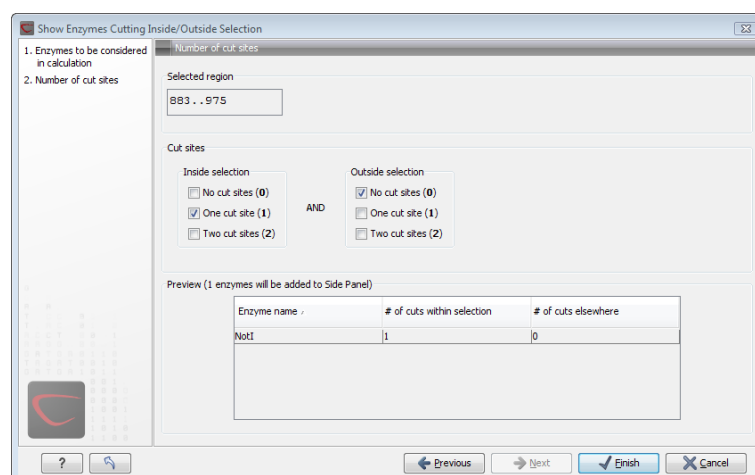 Show Enzymes Cutting Inside/Outside Selection
1. Enzymes to be considered
in calculation
2. Number of cut sites
Number of cut sites
Selected region
883..975
Cut sites
Inside selection
No cut sites (0)
One cut site (1)
Two cut sites (2)
AND
Outside selection
No cut sites (0)
One cut site (1)
Two cut sites (2)
Preview (1 enzymes will be added to Side Panel)
Enzyme name # of cuts within selection # of cuts elsewhere
NotI 1 0
? Previous Next Finish Cancel